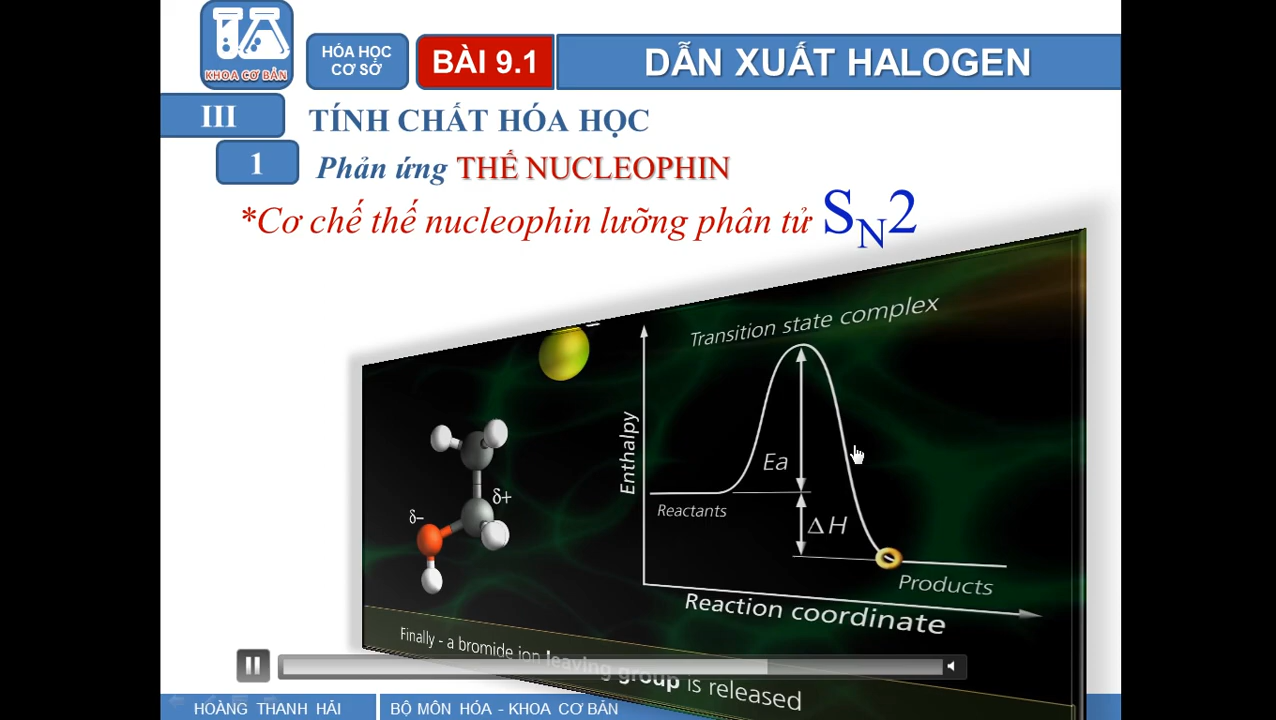 KHOA CƠ BẢN
HÓA HỌC
CƠ SỞ
BÀI 9.1
DẪN XUẤT HALOGEN
III
TÍNH CHẤT HÓA HỌC
1
Phản ứng THẾ NUCLEOPHIN
*Cơ chế thế nucleophin lưỡng phân tử SN2
Transition state complex
Enthalpy
Ea
δ+
δ-
Reactants
ΔH
Products
Reaction coordinate
Finally - a bromide ion leaving group is released
HOÀNG THANH HẢI
BỘ MÔN HÓA - KHOA CƠ BẢN